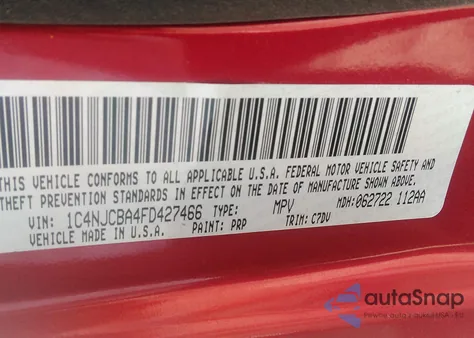 THIS VEHICLE CONFORMS TO ALL APPLICABLE U.S.A. FEDERAL MOTOR VEHICLE SAFETY AND
THEFT PREVENTION STANDARDS IN EFFECT ON THE DATE OF MANUFACTURE SHOWN ABOVE.
VIN: 1C4NJCBA4FD427466 TYPE: MPV MDH:062722 112AA
VEHICLE MADE IN U.S.A. PAINT: PRP TRIM: C7DV
autoSnap